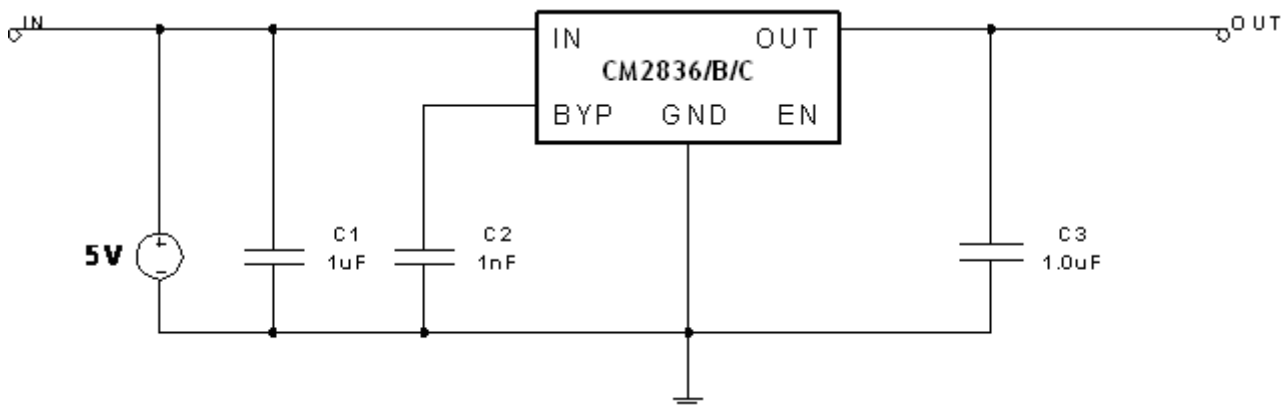 IN
OUT
IN OUT
CM2836/B/C
BYP GND EN
5V
+
-
C1
1uF
C2
1nF
C3
1.0uF